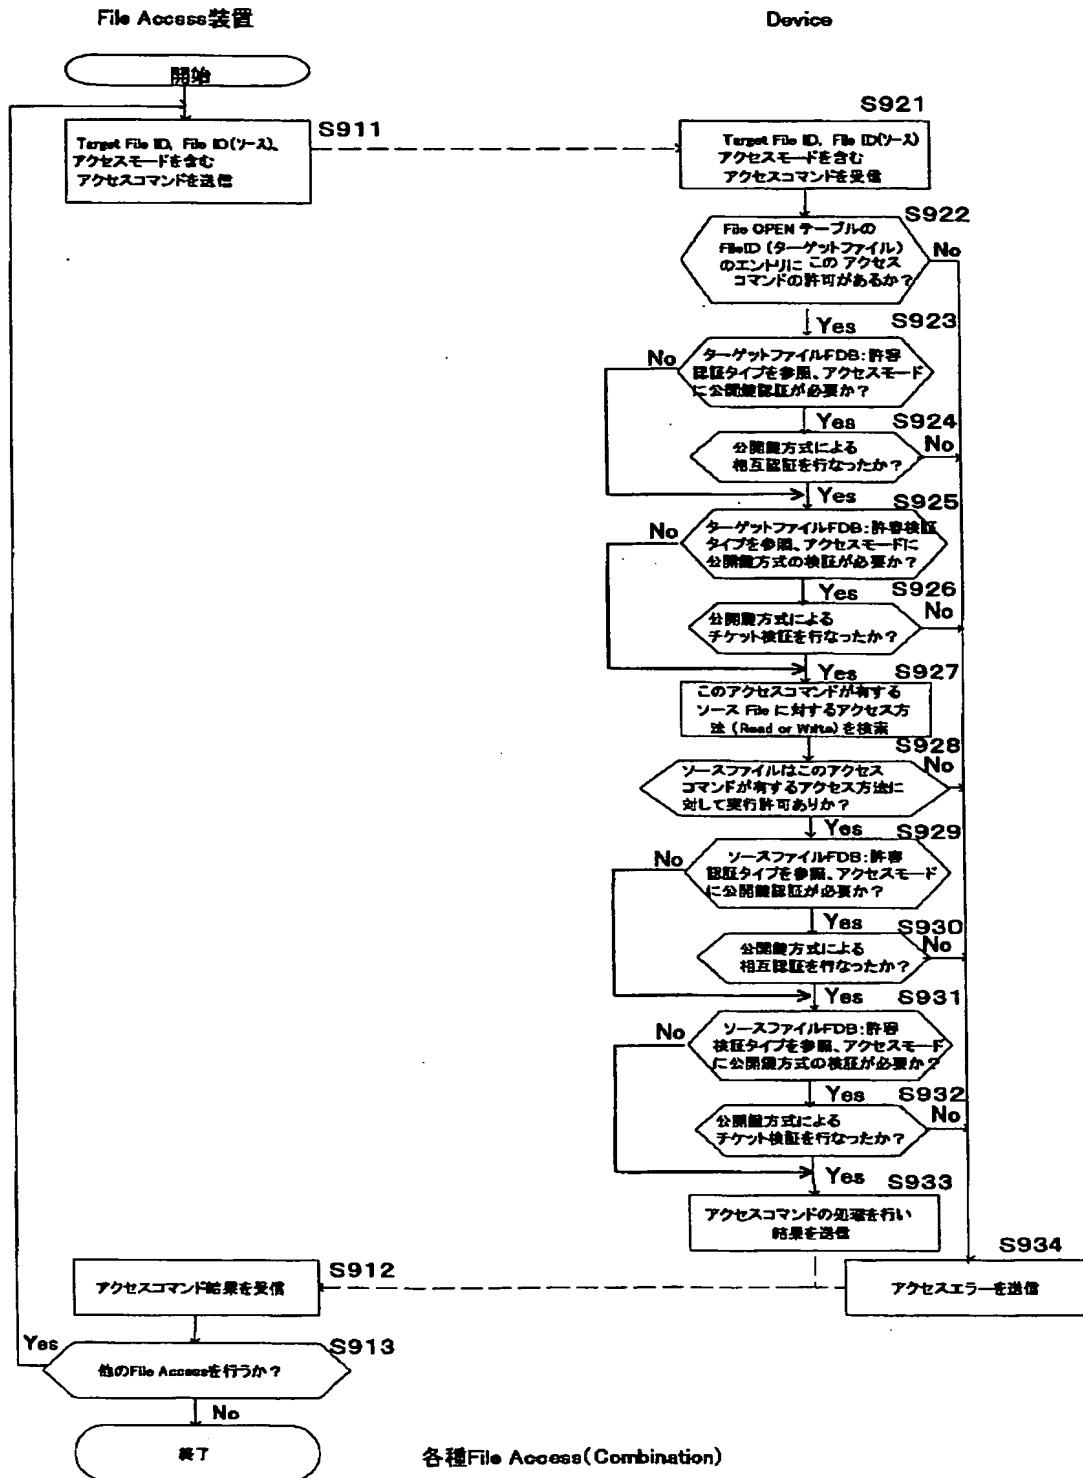 File Access装置
Device
開始
S911
Target File ID、File ID(ソース)、
アクセスモードを含む
アクセスコマンドを送信
S921
Target File ID、File ID(ソース)
アクセスモードを含む
アクセスコマンドを受信
S922
File OPEN テーブルの
FileID (ターゲットファイル)
のエントリに この アクセス
コマンドの許可があるか?
No
Yes
S923
No
ターゲットファイルFDB:許容
認証タイプを参照、アクセスモード
に公開鍵認証が必要か?
Yes
S924
公開鍵方式による
相互認証を行なったか?
No
Yes
S925
No
ターゲットファイルFDB:許容検証
タイプを参照、アクセスモードに
公開鍵方式の検証が必要か?
Yes
S926
公開鍵方式による
チケット検証を行なったか?
No
Yes
S927
このアクセスコマンドが有する
ソース File に対するアクセス方
法 (Read or Write) を検索
S928
No
ソースファイルはこのアクセス
コマンドが有するアクセス方法に
対して実行許可ありか?
Yes
S929
No
ソースファイルFDB:許容
認証タイプを参照、アクセスモード
に公開鍵認証が必要か?
Yes
S930
公開鍵方式による
相互認証を行なったか?
No
Yes
S931
No
ソースファイルFDB:許容
検証タイプを参照、アクセスモード
に公開鍵方式の検証が必要か?
Yes
S932
公開鍵方式による
チケット検証を行なったか?
No
Yes
S933
アクセスコマンドの処理を行い
結果を送信
S934
アクセスエラーを送信
S912
アクセスコマンド結果を受信
Yes
S913
他のFile Accessを行うか?
No
終了
各種File Access(Combination)